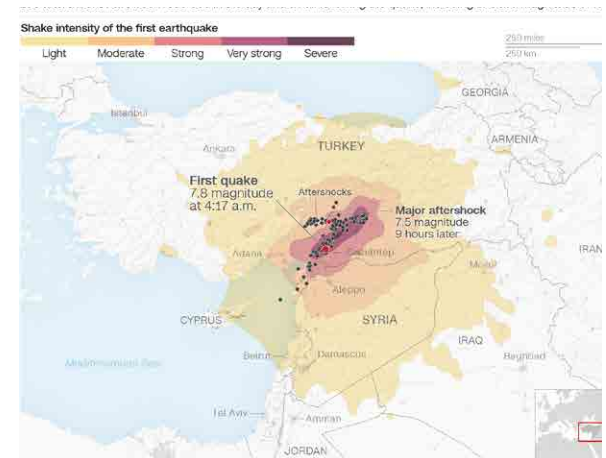 Shake intensity of the first earthquake
Light Moderate Strong Very strong Severe
250 miles
250 km
GEORGIA
Istanbul
ARMENIA
Ankara
TURKEY
First quake
7.8 magnitude
at 4:17 a.m.
Aftershocks
Major aftershock
7.5 magnitude
9 hours later
IRAN
Adana
Gaziantep
Mosul
Aleppo
CYPRUS
SYRIA
IRAQ
Beirut
Damascus
Baghdad
Mediterranean Sea
Tel Aviv
Amman
JORDAN